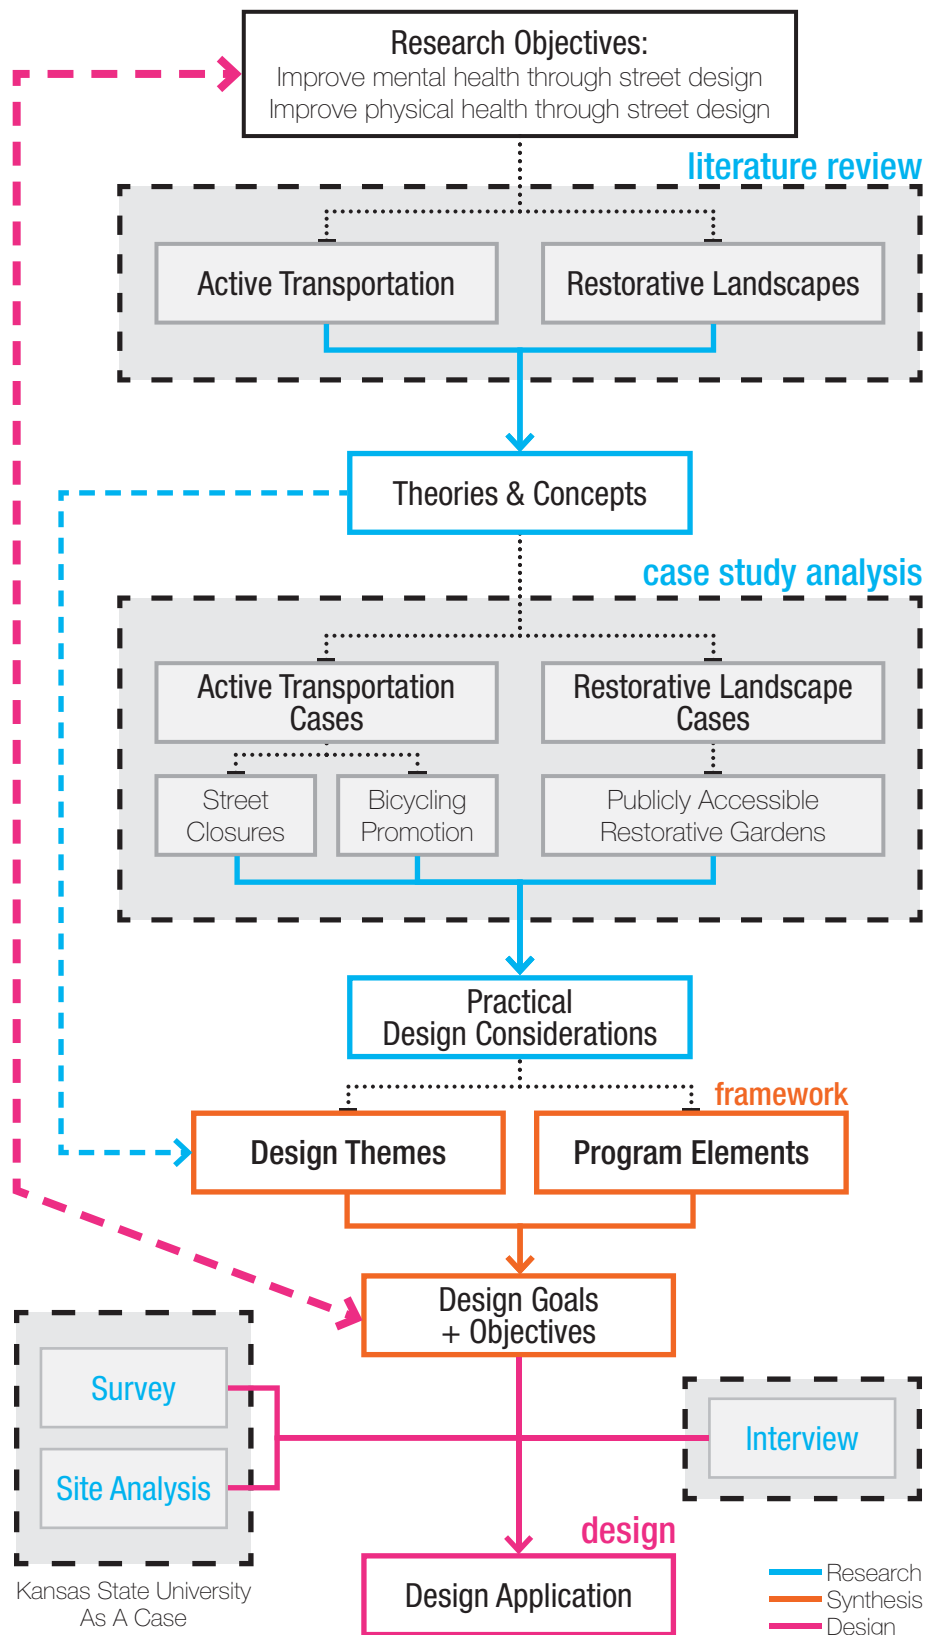 Research Objectives:
Improve mental health through street design
Improve physical health through street design
literature review
Active Transportation
Restorative Landscapes
Theories & Concepts
case study analysis
Active Transportation
Cases
Restorative Landscape
Cases
Street
Closures
Bicycling
Promotion
Publicly Accessible
Restorative Gardens
Practical
Design Considerations
framework
Design Themes
Program Elements
Design Goals
+ Objectives
Survey
Site Analysis
Interview
Kansas State University
As A Case
design
Design Application
Research
Synthesis
Design